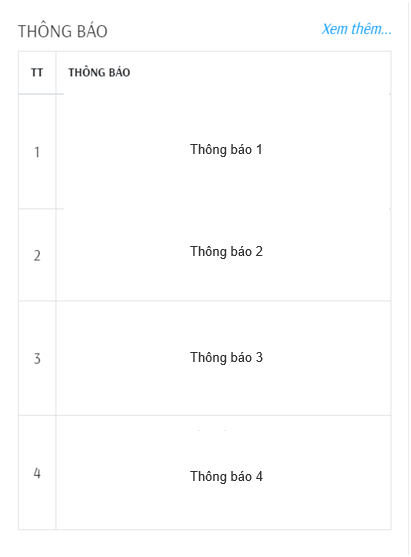 THÔNG BÁO
Xem thêm...
TT THÔNG BÁO
1 Thông báo 1
2 Thông báo 2
3 Thông báo 3
4 Thông báo 4